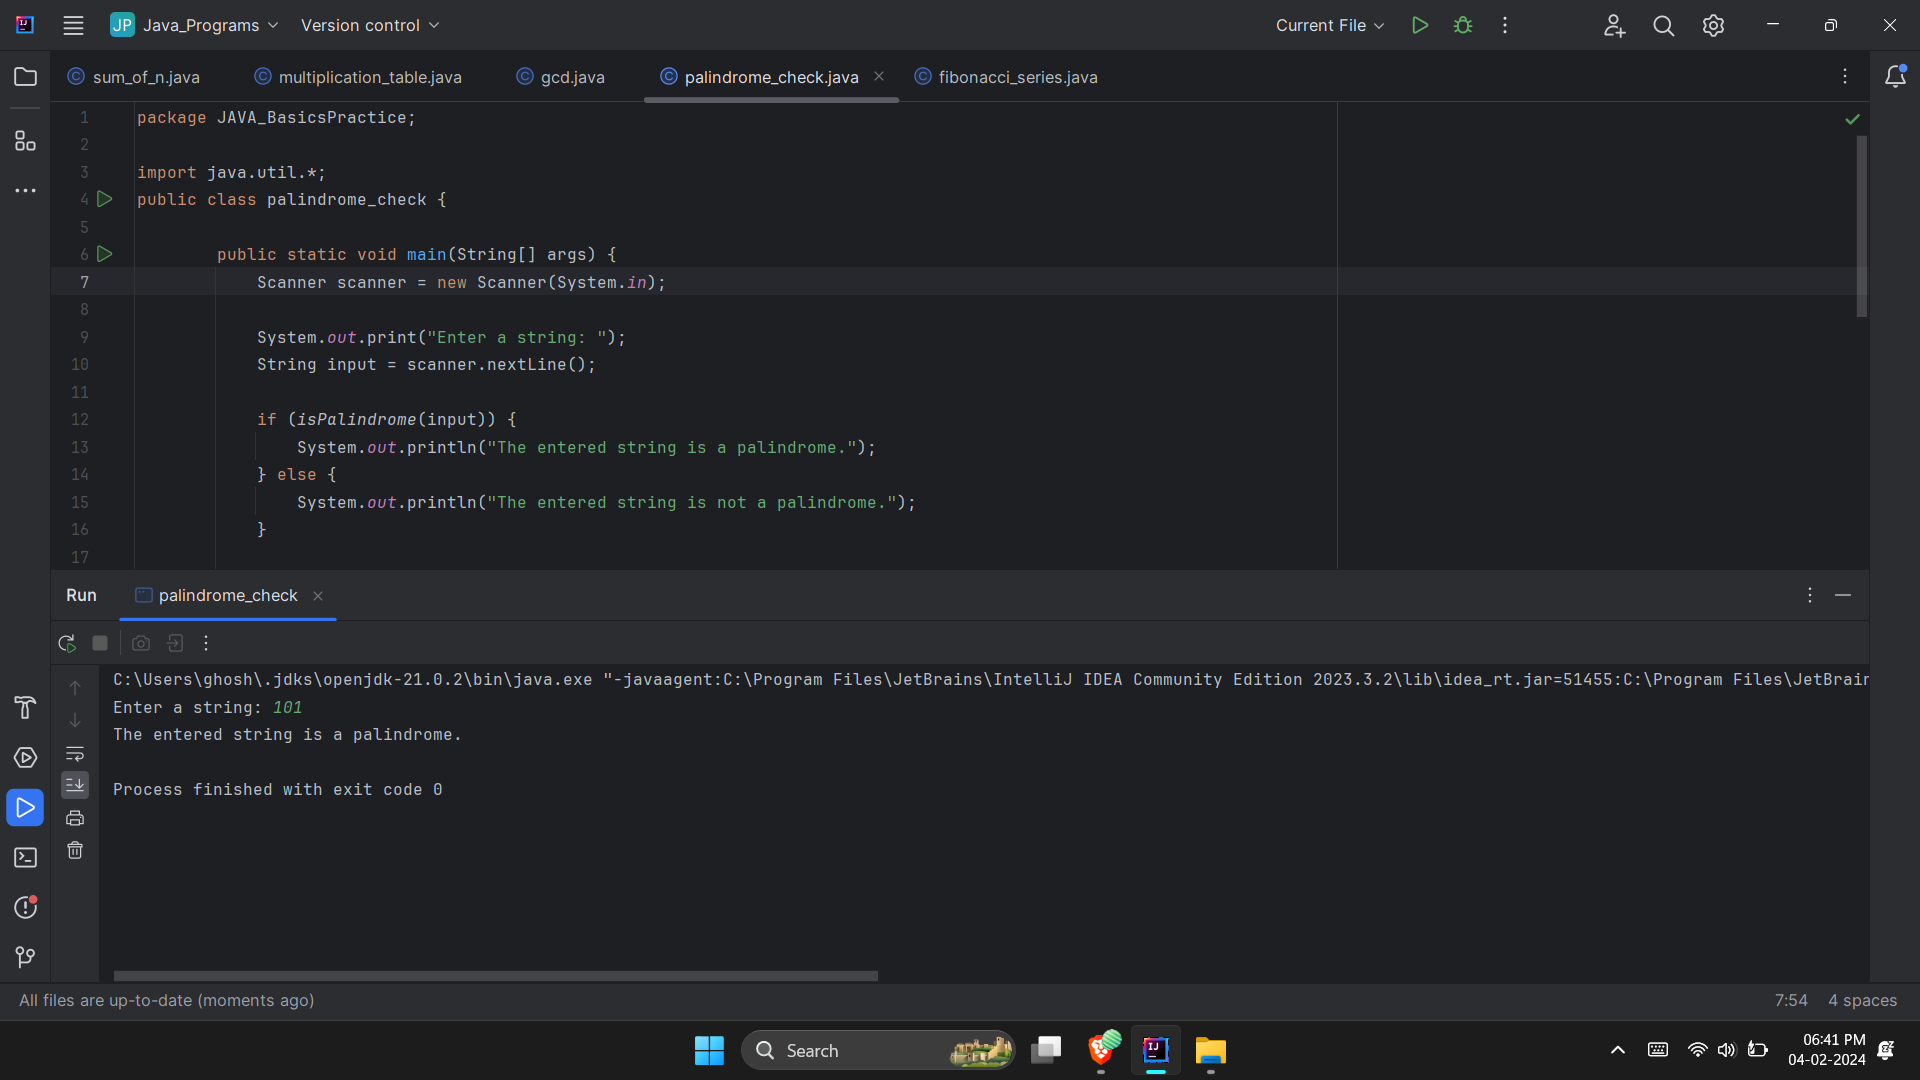 JP Java_Programs Version control Current File
sum_of_n.java multiplication_table.java gcd.java palindrome_check.java fibonacci_series.java
1 package JAVA_BasicsPractice;
2
3 import java.util.*;
4 public class palindrome_check {
5
6 public static void main(String[] args) {
7 Scanner scanner = new Scanner(System.in);
8
9 System.out.print("Enter a string: ");
10 String input = scanner.nextLine();
11
12 if (isPalindrome(input)) {
13 System.out.println("The entered string is a palindrome.");
14 } else {
15 System.out.println("The entered string is not a palindrome.");
16 }
17
Run palindrome_check
C:\Users\ghosh\.jdks\openjdk-21.0.2\bin\java.exe "-javaagent:C:\Program Files\JetBrains\IntelliJ IDEA Community Edition 2023.3.2\lib\idea_rt.jar=51455:C:\Program Files\JetBrain
Enter a string: 101
The entered string is a palindrome.
Process finished with exit code 0
All files are up-to-date (moments ago) 7:54 4 spaces
Search
06:41 PM
04-02-2024